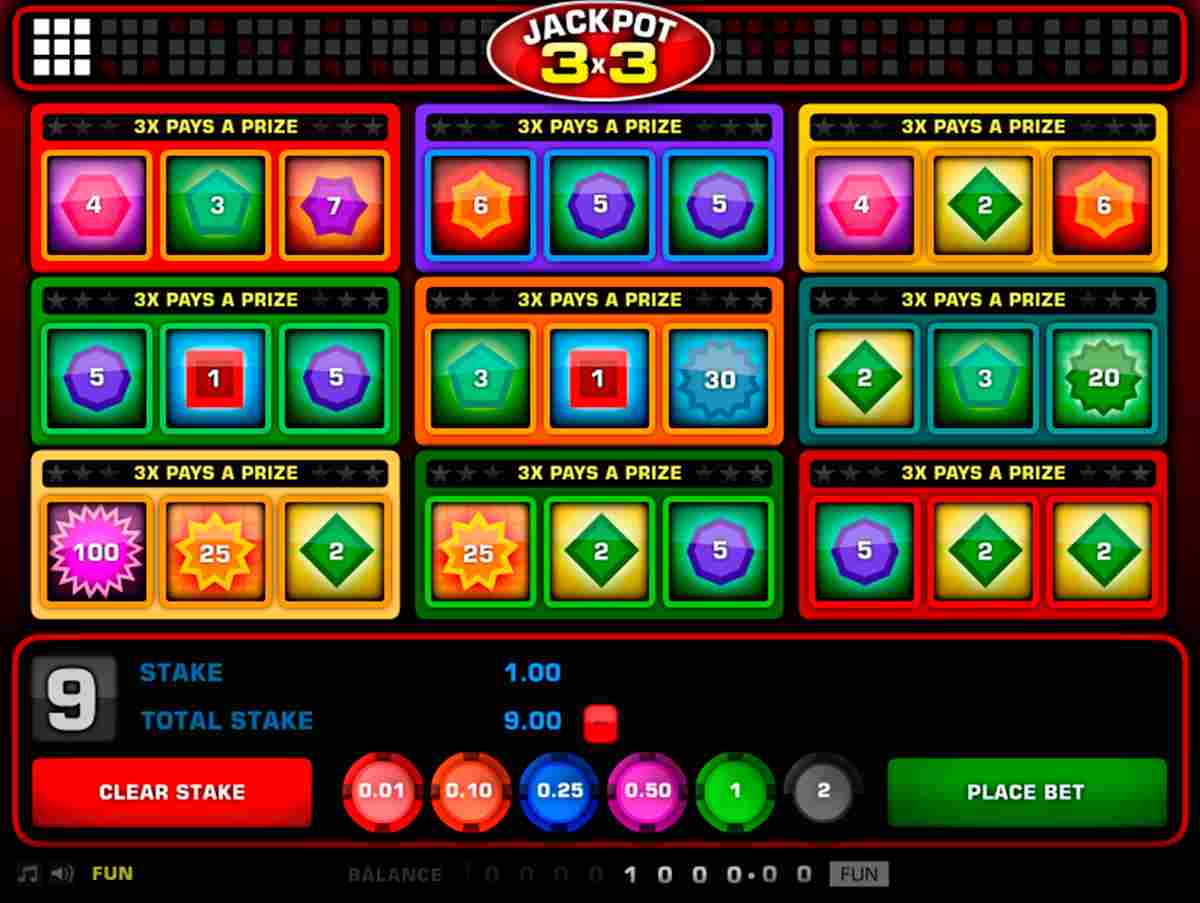 JACKPOT
3x3
3X PAYS A PRIZE 3X PAYS A PRIZE 3X PAYS A PRIZE
4 3 7 6 5 5 4 2 6
3X PAYS A PRIZE 3X PAYS A PRIZE 3X PAYS A PRIZE
5 1 5 3 1 30 2 3 20
3X PAYS A PRIZE 3X PAYS A PRIZE 3X PAYS A PRIZE
100 25 2 25 2 5 5 2 2
9 STAKE 1.00
TOTAL STAKE 9.00
CLEAR STAKE 0.01 0.10 0.25 0.50 1 2 PLACE BET
FUN BALANCE 1000.00 FUN